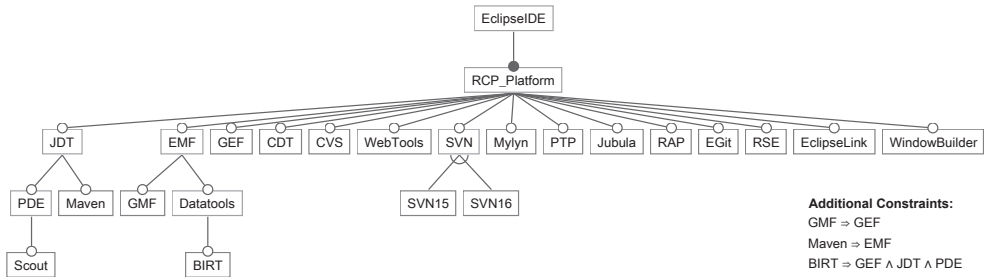 EclipseIDE
RCP_Platform
JDT EMF GEF CDT CVS WebTools SVN Mylyn PTP Jubula RAP EGit RSE EclipseLink WindowBuilder
PDE Maven GMF Datatools SVN15 SVN16
Scout BIRT
Additional Constraints:
GMF ⇒ GEF
Maven ⇒ EMF
BIRT ⇒ GEF ∧ JDT ∧ PDE